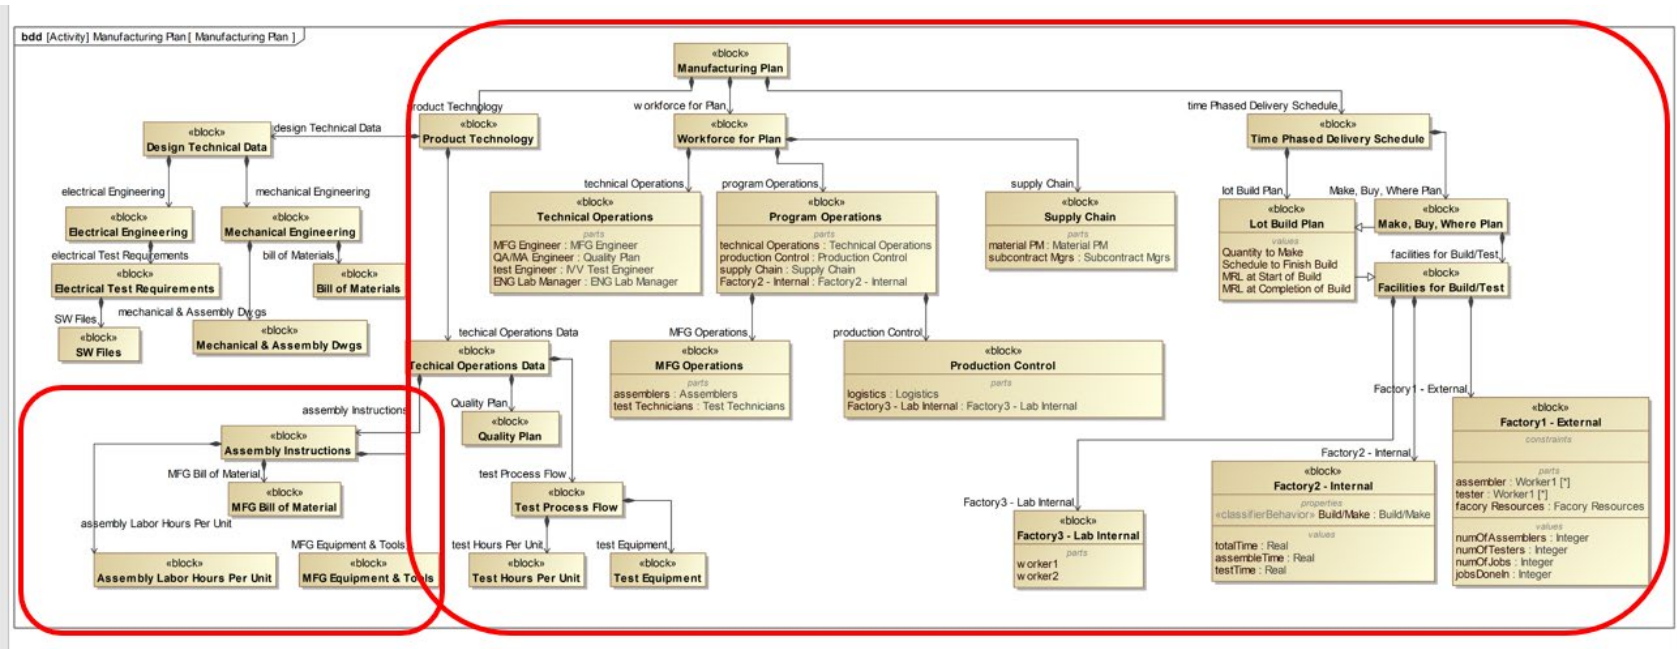 bdd [Activity] Manufacturing Plan [ Manufacturing Plan ]
«block»
Manufacturing Plan
product Technology
workforce for Plan
time Phased Delivery Schedule
«block»
Product Technology
«block»
Workforce for Plan
«block»
Time Phased Delivery Schedule
design Technical Data
«block»
Design Technical Data
electrical Engineering
mechanical Engineering
«block»
Electrical Engineering
«block»
Mechanical Engineering
electrical Test Requirements
bill of Materials
«block»
Electrical Test Requirements
«block»
Bill of Materials
SW Files
mechanical & Assembly Dwgs
«block»
SW Files
«block»
Mechanical & Assembly Dwgs
technical Operations
program Operations
supply Chain
«block»
Technical Operations
parts
MFG Engineer : MFG Engineer
QA/MA Engineer : Quality Plan
test Engineer : IVV Test Engineer
ENG Lab Manager : ENG Lab Manager
«block»
Program Operations
parts
technical Operations : Technical Operations
production Control : Production Control
supply Chain : Supply Chain
Factory2 - Internal : Factory2 - Internal
«block»
Supply Chain
parts
material PM : Material PM
subcontract Mgrs : Subcontract Mgrs
lot Build Plan
Make, Buy, Where Plan
«block»
Lot Build Plan
values
Quantity to Make
Schedule to Finish Build
MRL at Start of Build
MRL at Completion of Build
«block»
Make, Buy, Where Plan
facilities for Build/Test
«block»
Facilities for Build/Test
techical Operations Data
«block»
Techical Operations Data
MFG Operations
production Control
«block»
MFG Operations
parts
assemblers : Assemblers
test Technicians : Test Technicians
«block»
Production Control
parts
logistics : Logistics
Factory3 - Lab Internal : Factory3 - Lab Internal
assembly Instructions
Quality Plan
«block»
Quality Plan
«block»
Assembly Instructions
MFG Bill of Material
«block»
MFG Bill of Material
assembly Labor Hours Per Unit
MFG Equipment & Tools
«block»
Assembly Labor Hours Per Unit
«block»
MFG Equipment & Tools
test Process Flow
«block»
Test Process Flow
test Hours Per Unit
test Equipment
«block»
Test Hours Per Unit
«block»
Test Equipment
Factory3 - Lab Internal
«block»
Factory3 - Lab Internal
parts
worker1
worker2
Factory2 - Internal
«block»
Factory2 - Internal
properties
«classifierBehavior» Build/Make : Build/Make
values
totalTime : Real
assembleTime : Real
testTime : Real
Factory1 - External
«block»
Factory1 - External
constraints
parts
assembler : Worker1 [*]
tester : Worker1 [*]
facory Resources : Facory Resources
values
numOfAssemblers : Integer
numOfTesters : Integer
numOfJobs : Integer
jobsDoneIn : Integer